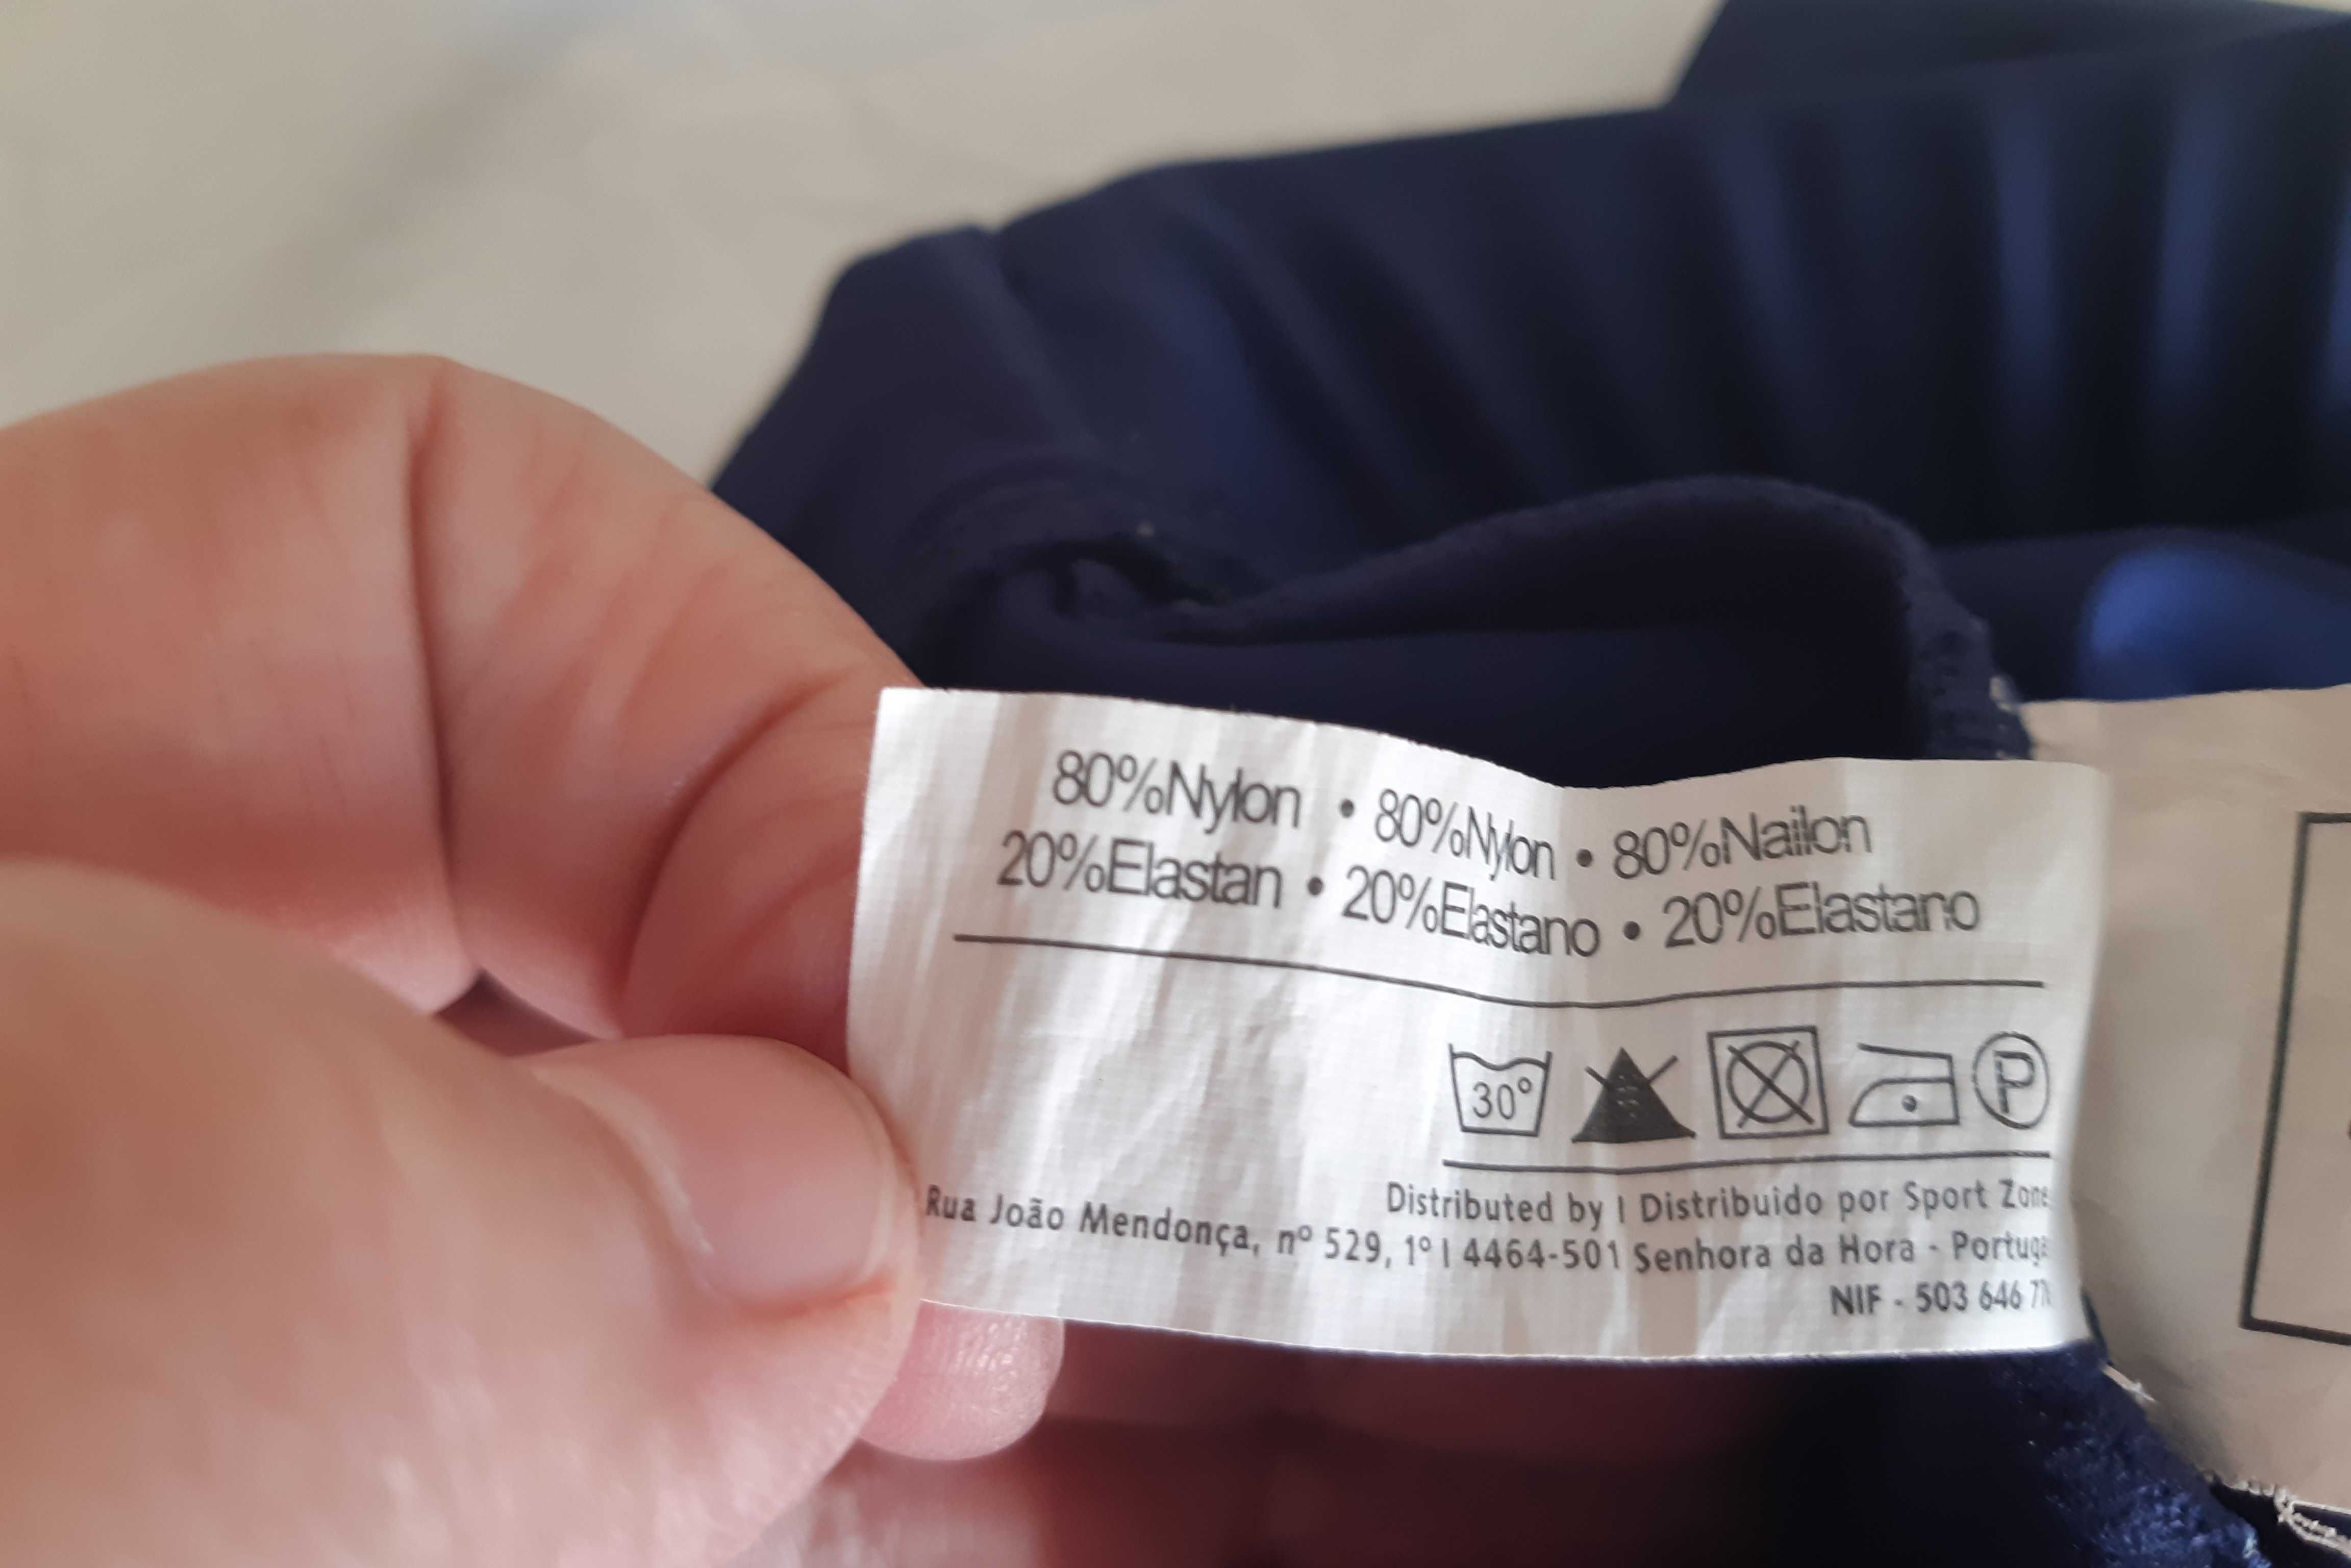 80%Nylon • 80%Nylon • 80%Nailon
20%Elastan • 20%Elastano • 20%Elastano
30° P
Distributed by | Distribuido por Sport Zone
Rua João Mendonça, nº 529, 1º | 4464-501 Senhora da Hora - Portuga
NIF - 503 646